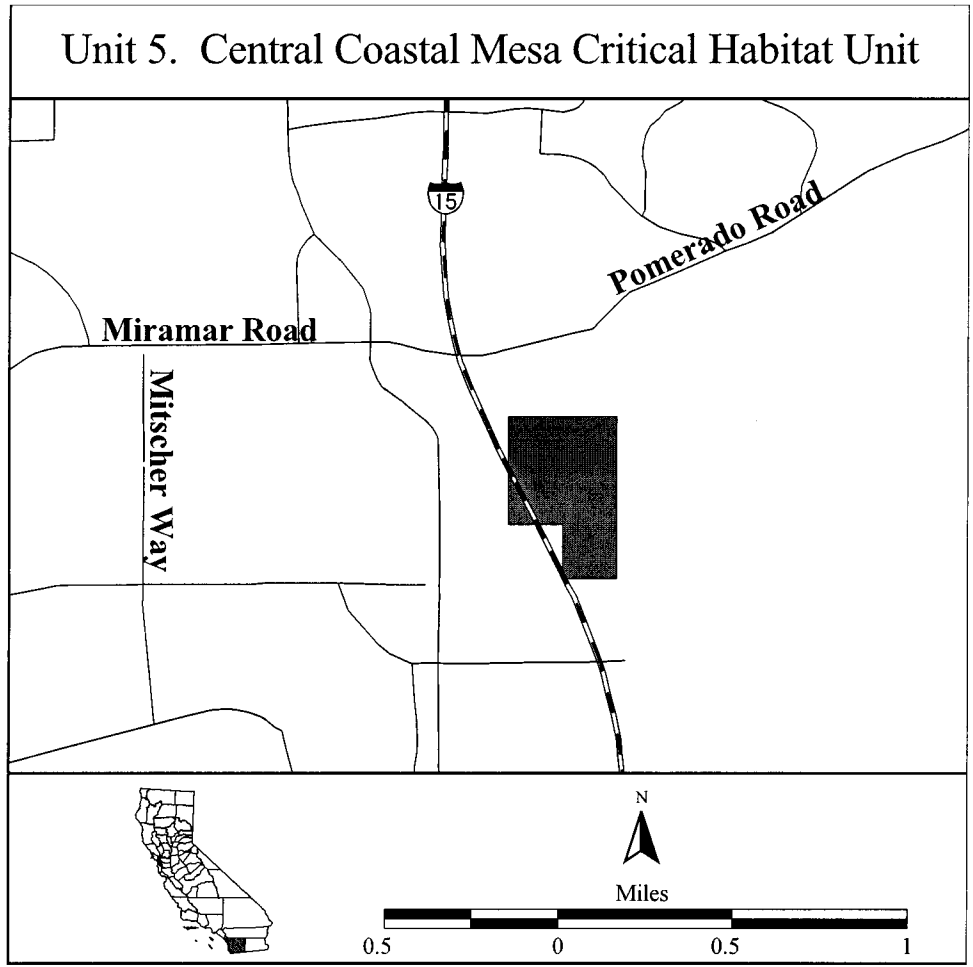 Unit 5. Central Coastal Mesa Critical Habitat Unit
15
Pomerado Road
Miramar Road
Mitscher Way
N
Miles
0.5 0 0.5 1